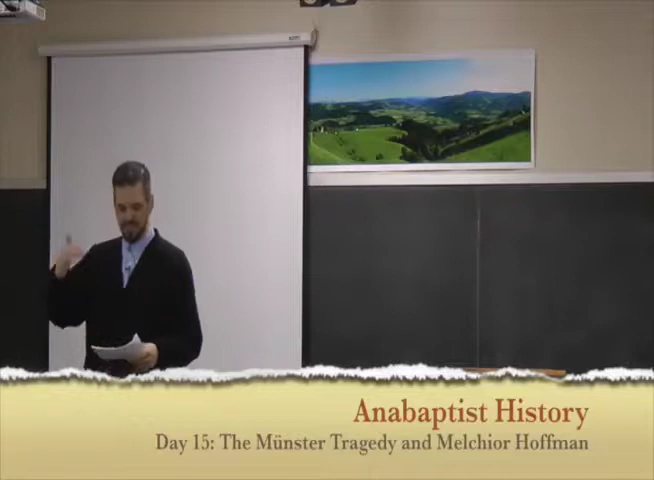 Anabaptist History
Day 15: The Münster Tragedy and Melchior Hoffman